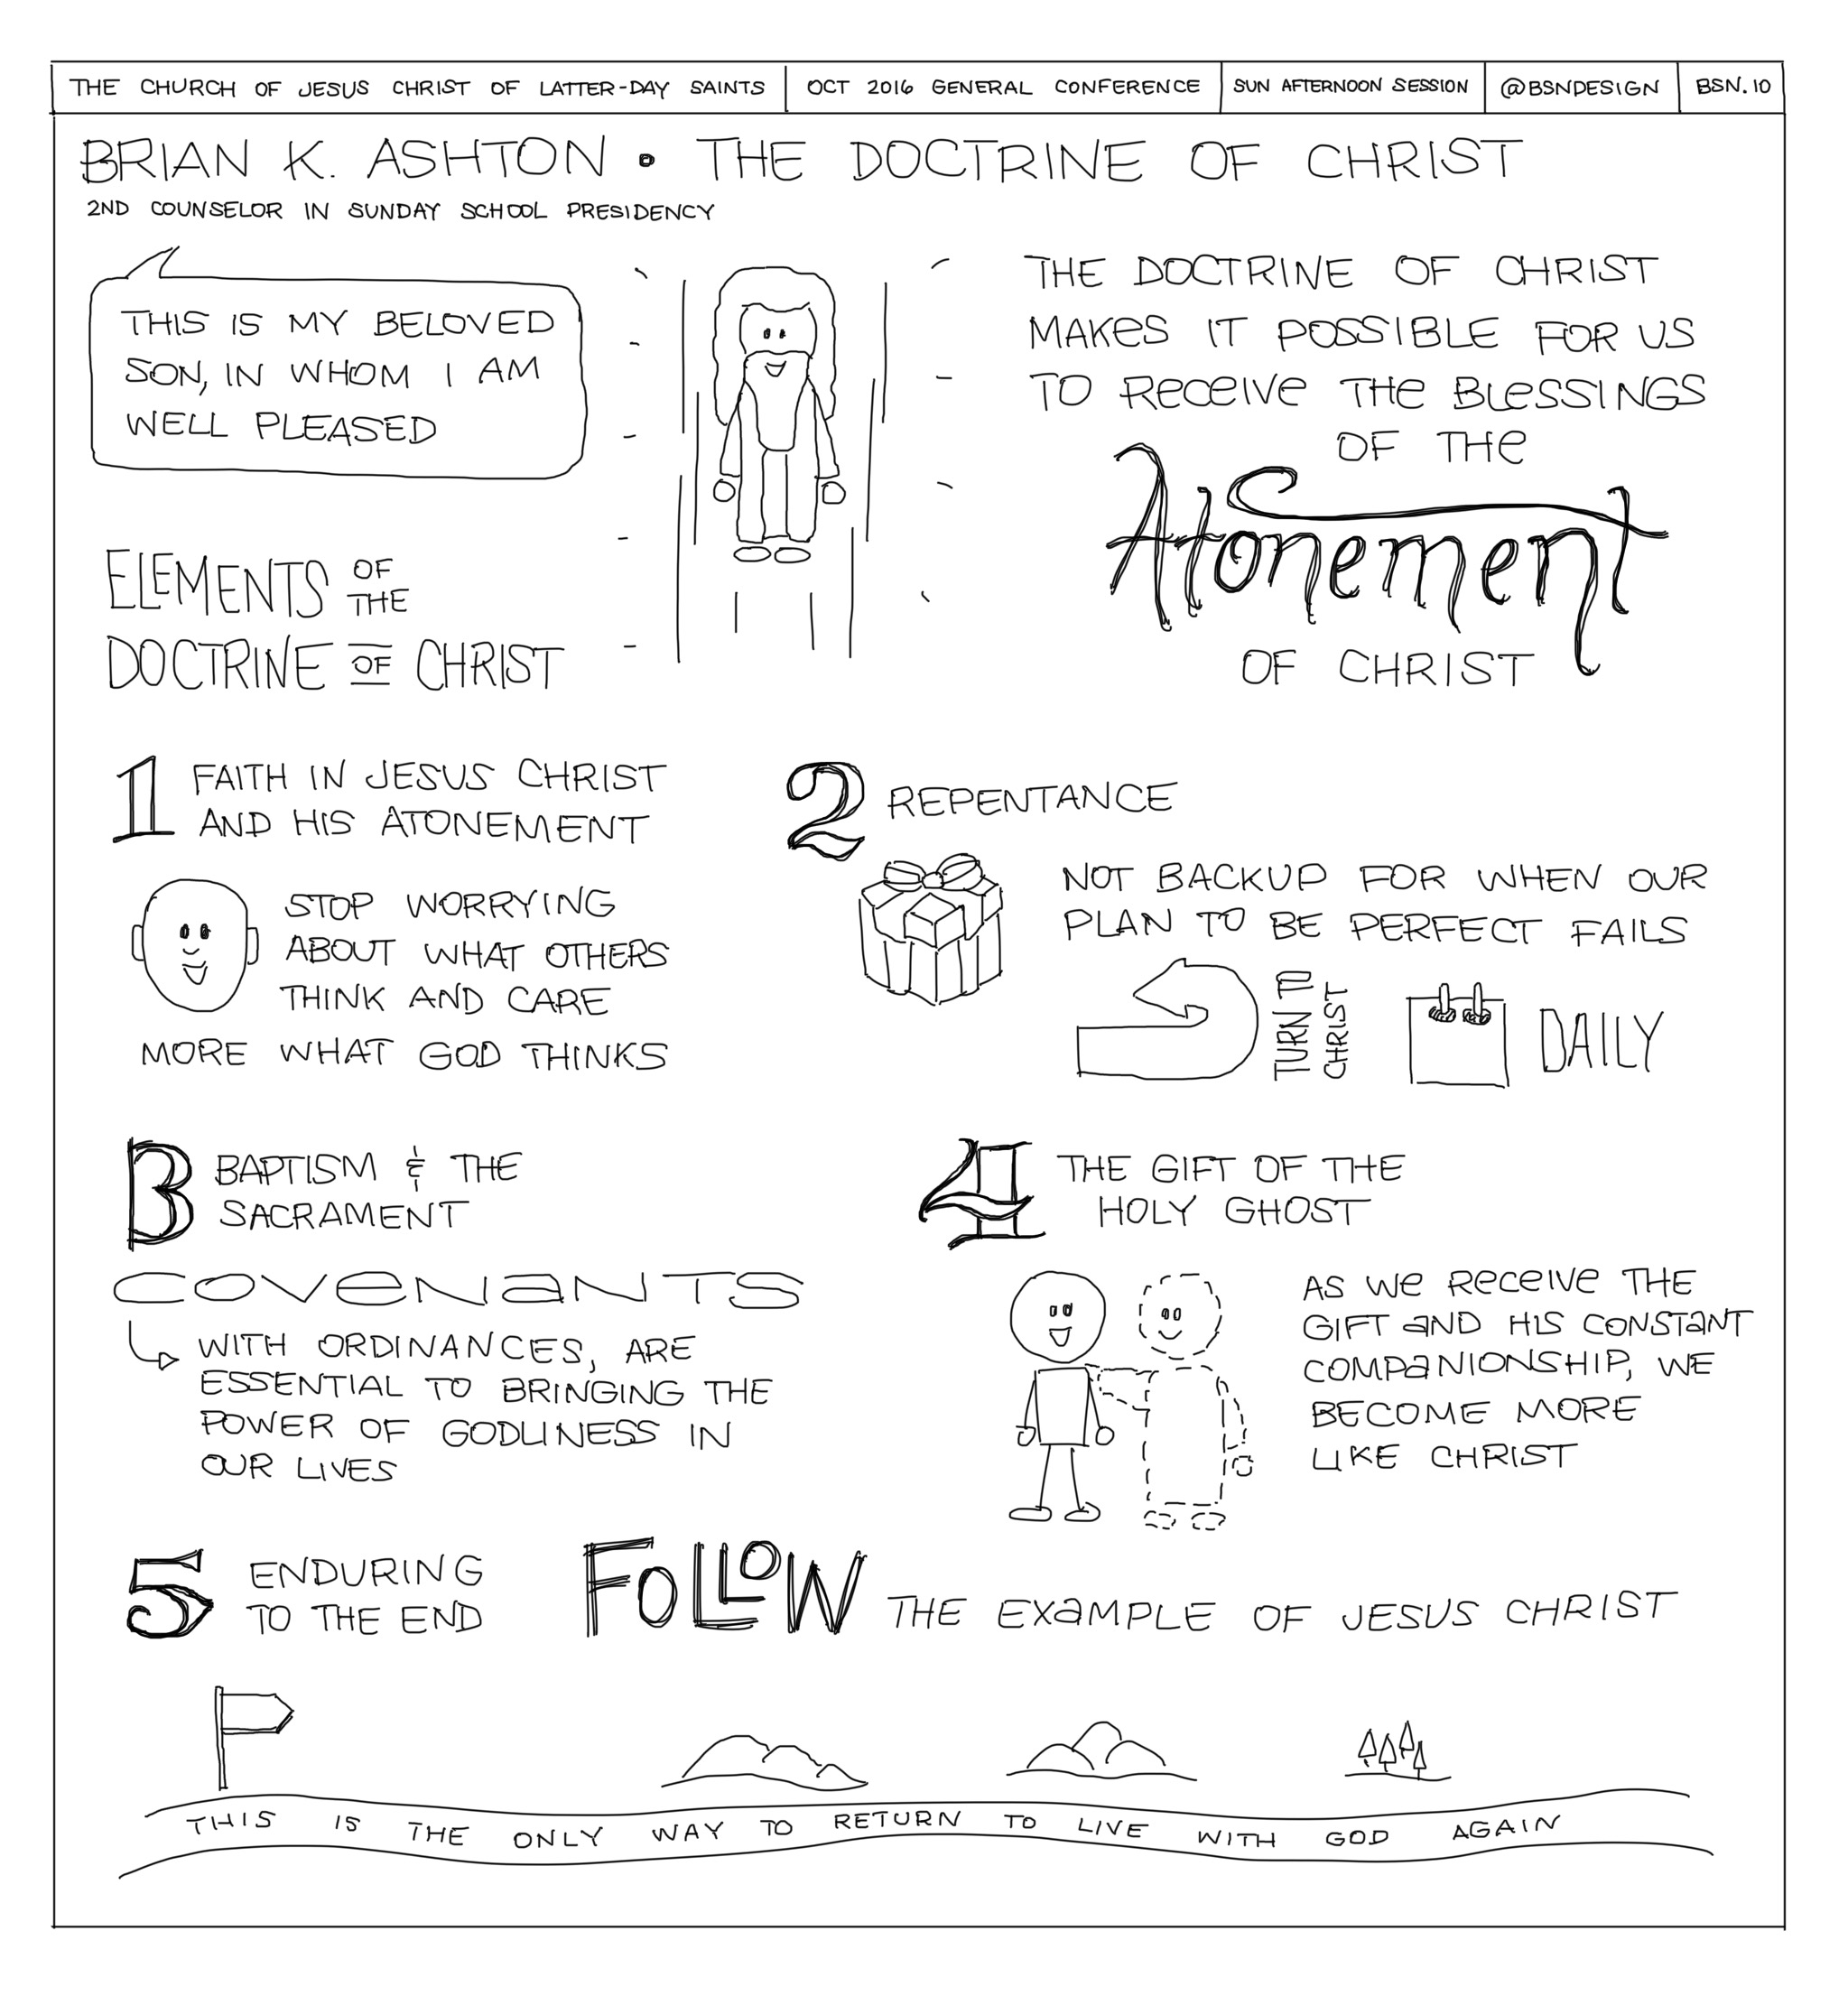 THE CHURCH OF JESUS CHRIST OF LATTER-DAY SAINTS
OCT 2016 GENERAL CONFERENCE
SUN AFTERNOON SESSION
@BSNDESIGN
BSN.10
BRIAN K. ASHTON • THE DOCTRINE OF CHRIST
2ND COUNSELOR IN SUNDAY SCHOOL PRESIDENCY
THIS IS MY BELOVED
SON, IN WHOM I AM
WELL PLEASED
THE DOCTRINE OF CHRIST
MAKES IT POSSIBLE FOR US
TO RECEIVE THE BLESSINGS
OF THE
Atonement
OF CHRIST
ELEMENTS OF THE
DOCTRINE OF CHRIST
1 FAITH IN JESUS CHRIST
AND HIS ATONEMENT
STOP WORRYING
ABOUT WHAT OTHERS
THINK AND CARE
MORE WHAT GOD THINKS
2 REPENTANCE
NOT BACKUP FOR WHEN OUR
PLAN TO BE PERFECT FAILS
TURN TO
CHRIST
DAILY
3 BAPTISM & THE
SACRAMENT
COVENANTS
WITH ORDINANCES, ARE
ESSENTIAL TO BRINGING THE
POWER OF GODLINESS IN
OUR LIVES
4 THE GIFT OF THE
HOLY GHOST
AS WE RECEIVE THE
GIFT AND HIS CONSTANT
COMPANIONSHIP, WE
BECOME MORE
LIKE CHRIST
5 ENDURING
TO THE END
FOLLOW THE EXAMPLE OF JESUS CHRIST
THIS IS THE ONLY WAY TO RETURN TO LIVE WITH GOD AGAIN